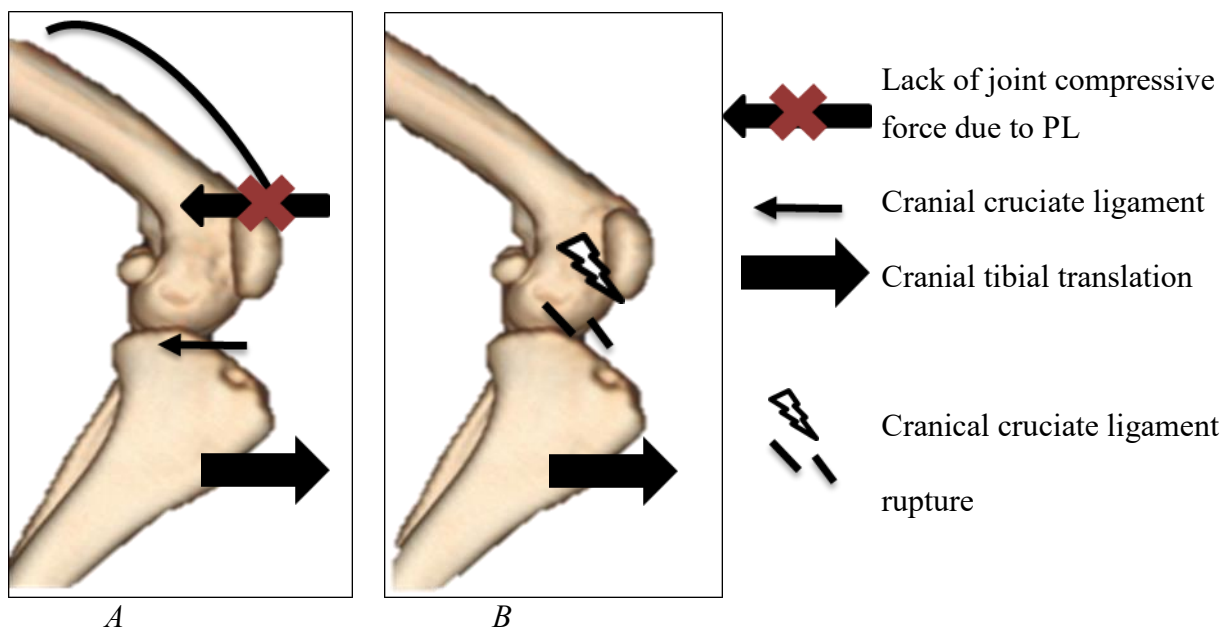 Lack of joint compressive
force due to PL
Cranial cruciate ligament
Cranial tibial translation
Cranical cruciate ligament
rupture
A
B